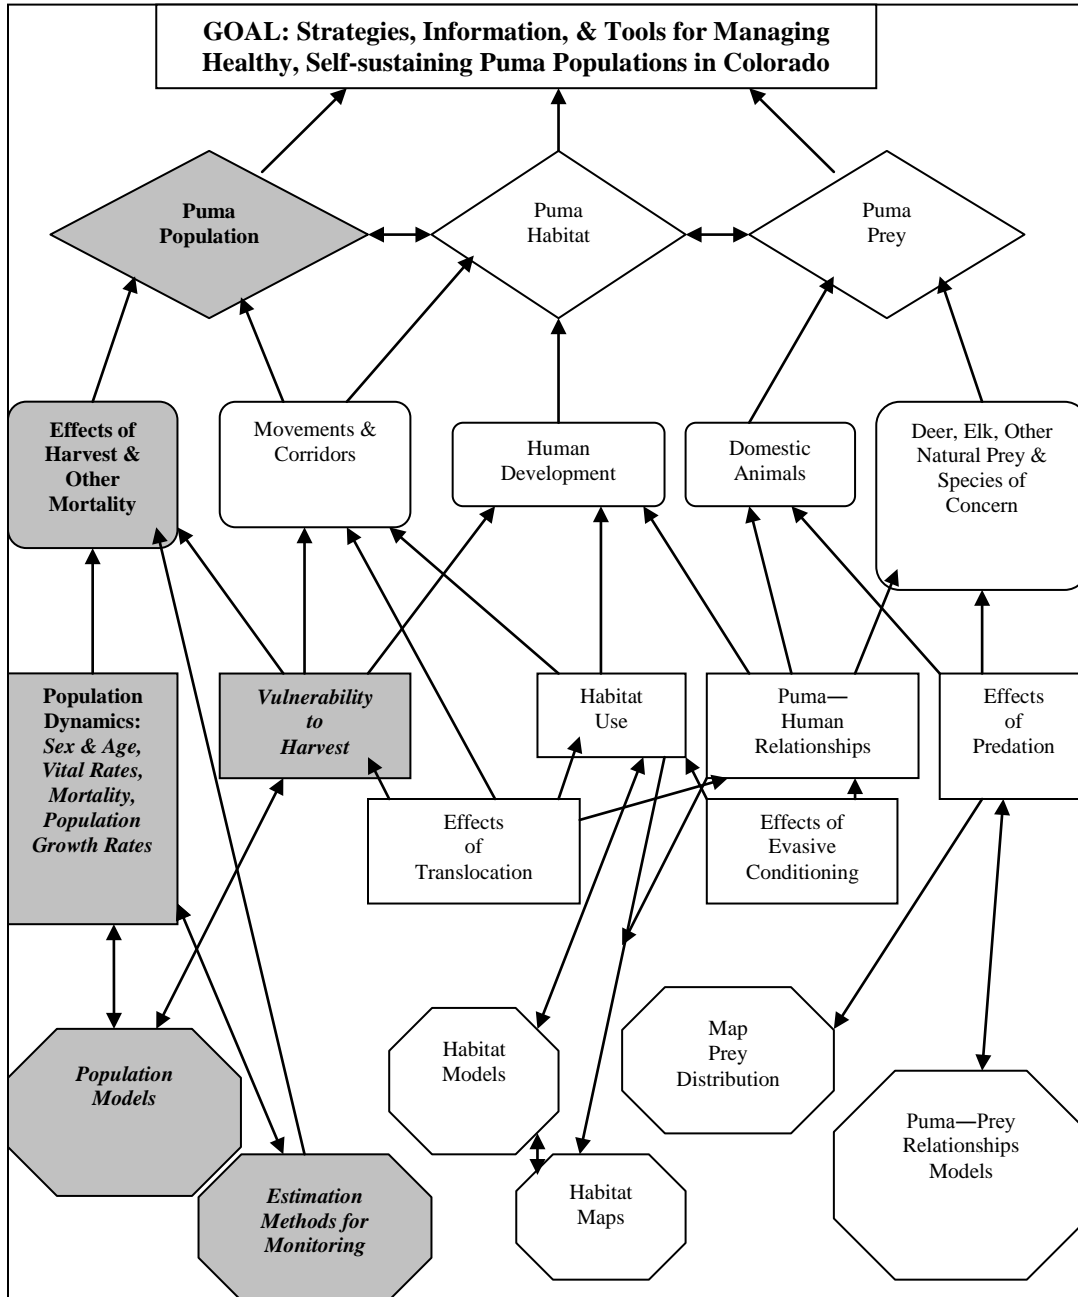 GOAL: Strategies, Information, & Tools for Managing
Healthy, Self-sustaining Puma Populations in Colorado
Puma
Population
Puma
Habitat
Puma
Prey
Effects of
Harvest &
Other
Mortality
Movements &
Corridors
Human
Development
Domestic
Animals
Deer, Elk, Other
Natural Prey &
Species of
Concern
Population
Dynamics:
Sex & Age,
Vital Rates,
Mortality,
Population
Growth Rates
Vulnerability
to
Harvest
Habitat
Use
Puma—
Human
Relationships
Effects
of
Predation
Effects
of
Translocation
Effects of
Evasive
Conditioning
Population
Models
Habitat
Models
Map
Prey
Distribution
Puma—Prey
Relationships
Models
Estimation
Methods for
Monitoring
Habitat
Maps